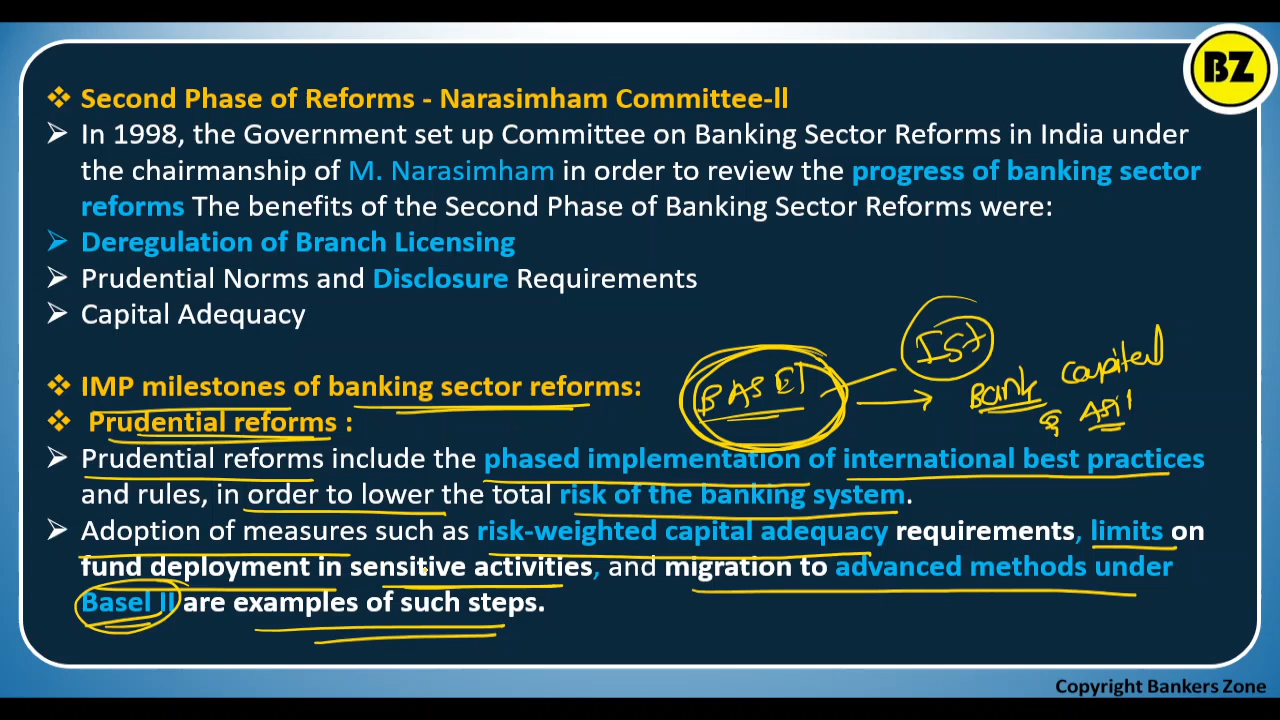 BZ
❖ Second Phase of Reforms - Narasimham Committee-ll
➢ In 1998, the Government set up Committee on Banking Sector Reforms in India under
the chairmanship of M. Narasimham in order to review the progress of banking sector
reforms The benefits of the Second Phase of Banking Sector Reforms were:
➢ Deregulation of Branch Licensing
➢ Prudential Norms and Disclosure Requirements
➢ Capital Adequacy
BASEL
Ist
Bank Capital
❖ IMP milestones of banking sector reforms:
❖ Prudential reforms :
➢ Prudential reforms include the phased implementation of international best practices
and rules, in order to lower the total risk of the banking system.
➢ Adoption of measures such as risk-weighted capital adequacy requirements, limits on
fund deployment in sensitive activities, and migration to advanced methods under
Basel II are examples of such steps.
Copyright Bankers Zone